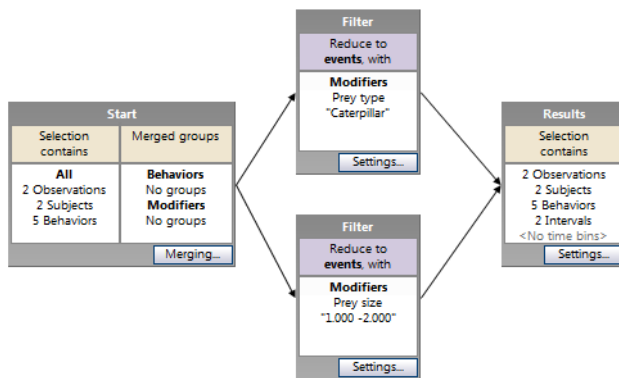 Filter
Reduce to
events, with
Modifiers
Prey type
"Caterpillar"
Settings...
Start
Selection
contains
Merged groups
All
2 Observations
2 Subjects
5 Behaviors
Behaviors
No groups
Modifiers
No groups
Merging...
Results
Selection
contains
2 Observations
2 Subjects
5 Behaviors
2 Intervals
<No time bins>
Settings...
Filter
Reduce to
events, with
Modifiers
Prey size
"1.000 -2.000"
Settings...